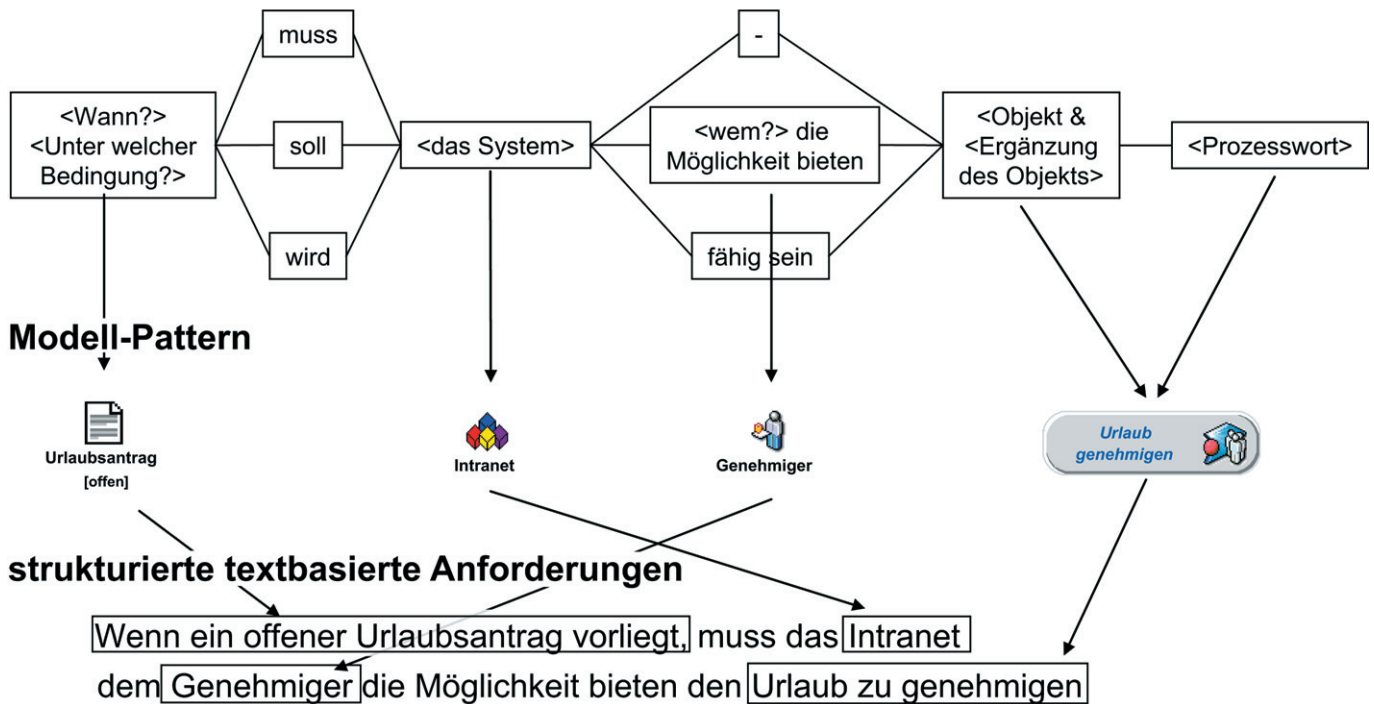 muss
-
<Wann?>
<Unter welcher
Bedingung?>
soll
<das System>
<wem?> die
Möglichkeit bieten
<Objekt &
<Ergänzung
des Objekts>
<Prozesswort>
wird
fähig sein
Modell-Pattern
Urlaubsantrag
[offen]
Intranet
Genehmiger
Urlaub
genehmigen
strukturierte textbasierte Anforderungen
Wenn ein offener Urlaubsantrag vorliegt, muss das Intranet
dem Genehmiger die Möglichkeit bieten den Urlaub zu genehmigen